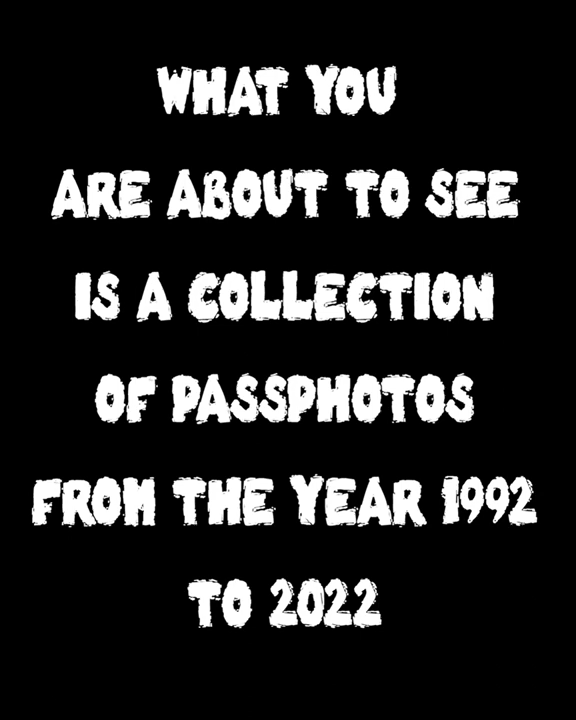 WHAT YOU
ARE ABOUT TO SEE
IS A COLLECTION
OF PASSPHOTOS
FROM THE YEAR 1992
TO 2022